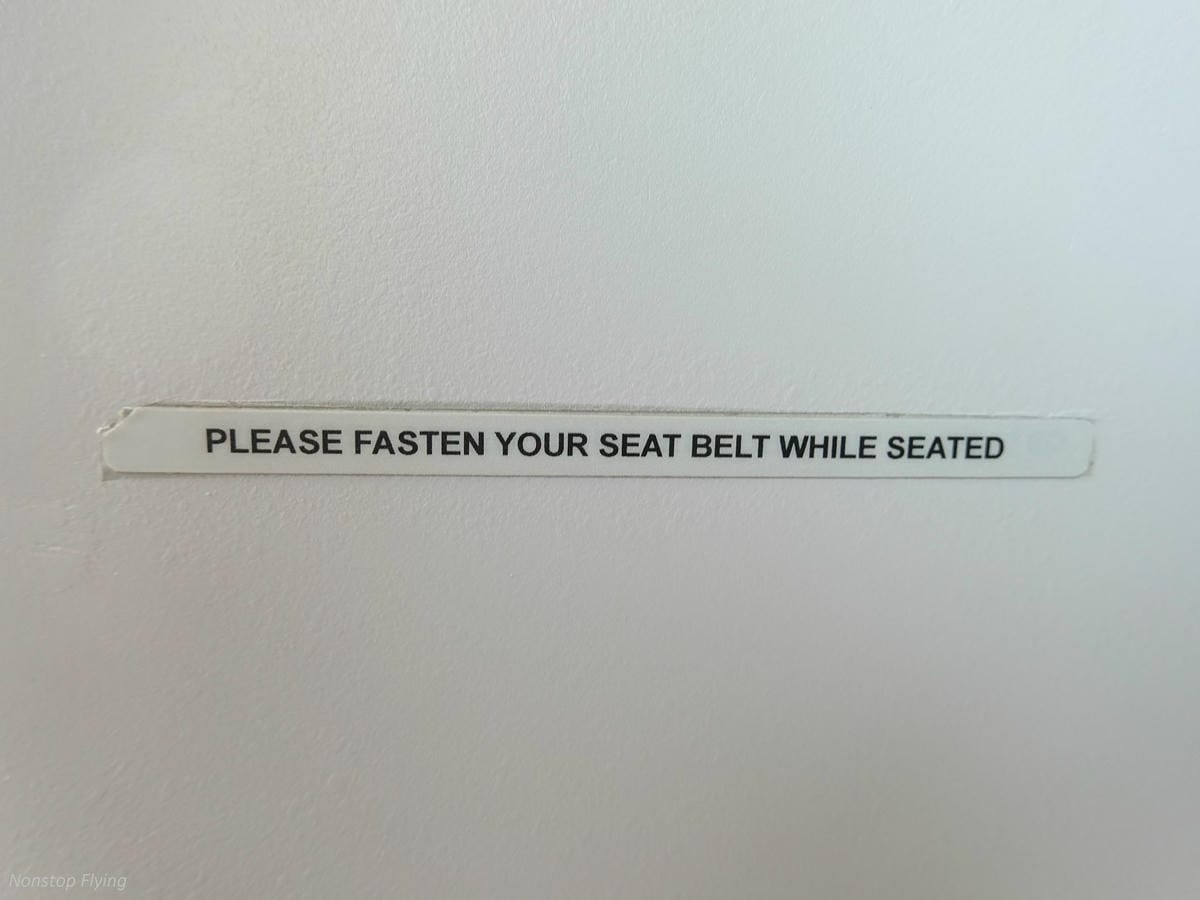 PLEASE FASTEN YOUR SEAT BELT WHILE SEATED
Nonstop Flying